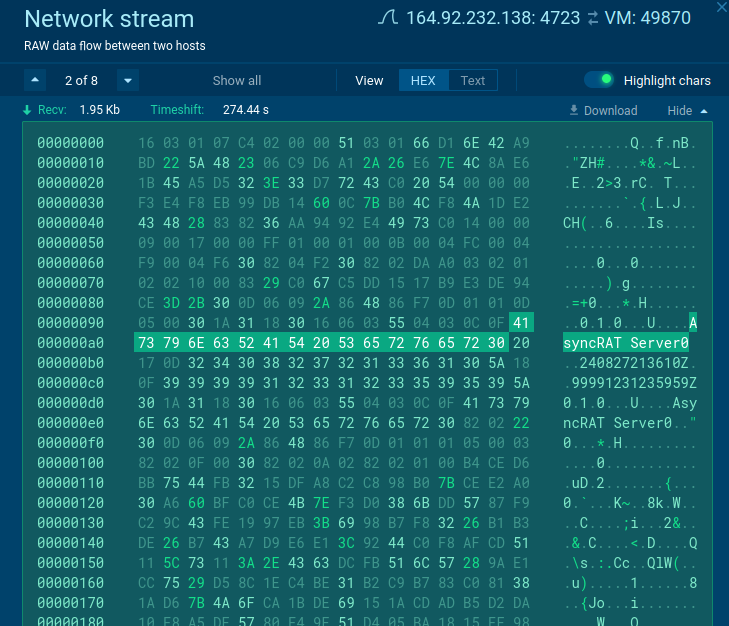 Network stream
164.92.232.138: 4723 ⇄ VM: 49870
RAW data flow between two hosts
2 of 8 Show all View HEX Text Highlight chars
Recv: 1.95 Kb Timeshift: 274.44 s Download Hide
00000000 16 03 01 07 C4 02 00 00 51 03 01 66 D1 6E 42 A9 ........Q..f.nB.
00000010 BD 22 5A 48 23 06 C9 D6 A1 2A 26 E6 7E 4C 8A E6 ."ZH#....*&.~L..
00000020 1B 45 A5 D5 32 3E 33 D7 72 43 C0 20 54 00 00 00 .E..2>3.rC. T...
00000030 F3 E4 F8 EB 99 DB 14 60 0C 7B B0 4C F8 4A 1D E2 .......`.{.L.J..
00000040 43 48 28 83 82 36 AA 94 92 E4 49 73 C0 14 00 00 CH(..6....Is....
00000050 09 00 17 00 00 FF 01 00 01 00 0B 00 04 FC 00 04 ................
00000060 F9 00 04 F6 30 82 04 F2 30 82 02 DA A0 03 02 01 ....0...0.......
00000070 02 02 10 00 83 29 C0 67 C5 DD 15 17 B9 E3 DE 94 .....).g........
00000080 CE 3D 2B 30 0D 06 09 2A 86 48 86 F7 0D 01 01 0D .=+0...*.H......
00000090 05 00 30 1A 31 18 30 16 06 03 55 04 03 0C 0F 41 ..0.1.0...U....A
000000a0 73 79 6E 63 52 41 54 20 53 65 72 76 65 72 30 20 syncRAT Server0
000000b0 17 0D 32 34 30 38 32 37 32 31 33 36 31 30 5A 18 ..240827213610Z.
000000c0 0F 39 39 39 39 31 32 33 31 32 33 35 39 35 39 5A .99991231235959Z
000000d0 30 1A 31 18 30 16 06 03 55 04 03 0C 0F 41 73 79 0.1.0...U....Asy
000000e0 6E 63 52 41 54 20 53 65 72 76 65 72 30 82 02 22 ncRAT Server0.."
000000f0 30 0D 06 09 2A 86 48 86 F7 0D 01 01 01 05 00 03 0...*.H.........
00000100 82 02 0F 00 30 82 02 0A 02 82 02 01 00 B4 CE D6 ....0...........
00000110 BB 75 44 FB 32 15 DF A8 C2 C8 98 B0 7B CE E2 A0 .uD.2.......{...
00000120 30 A6 60 BF C0 CE 4B 7E F3 D0 38 6B DD 57 87 F9 0.`...K~..8k.W..
00000130 C2 9C 43 FE 19 97 EB 3B 69 98 B7 F8 32 26 B1 B3 ..C....;i...2&..
00000140 DE 26 B7 43 A7 D9 E6 E1 3C 92 44 C0 F8 AF CD 51 .&.C....<.D....Q
00000150 11 5C 73 11 3A 2E 43 63 DC FB 51 6C 57 28 9A E1 .\s.:.Cc..QlW(..
00000160 CC 75 29 D5 8C 1E C4 BE 31 B2 C9 B7 83 C0 81 38 .u).....1......8
00000170 1A D6 7B 4A 6F CA 1B DE 69 15 1A CD AD B5 D2 DA ..{Jo...i.......